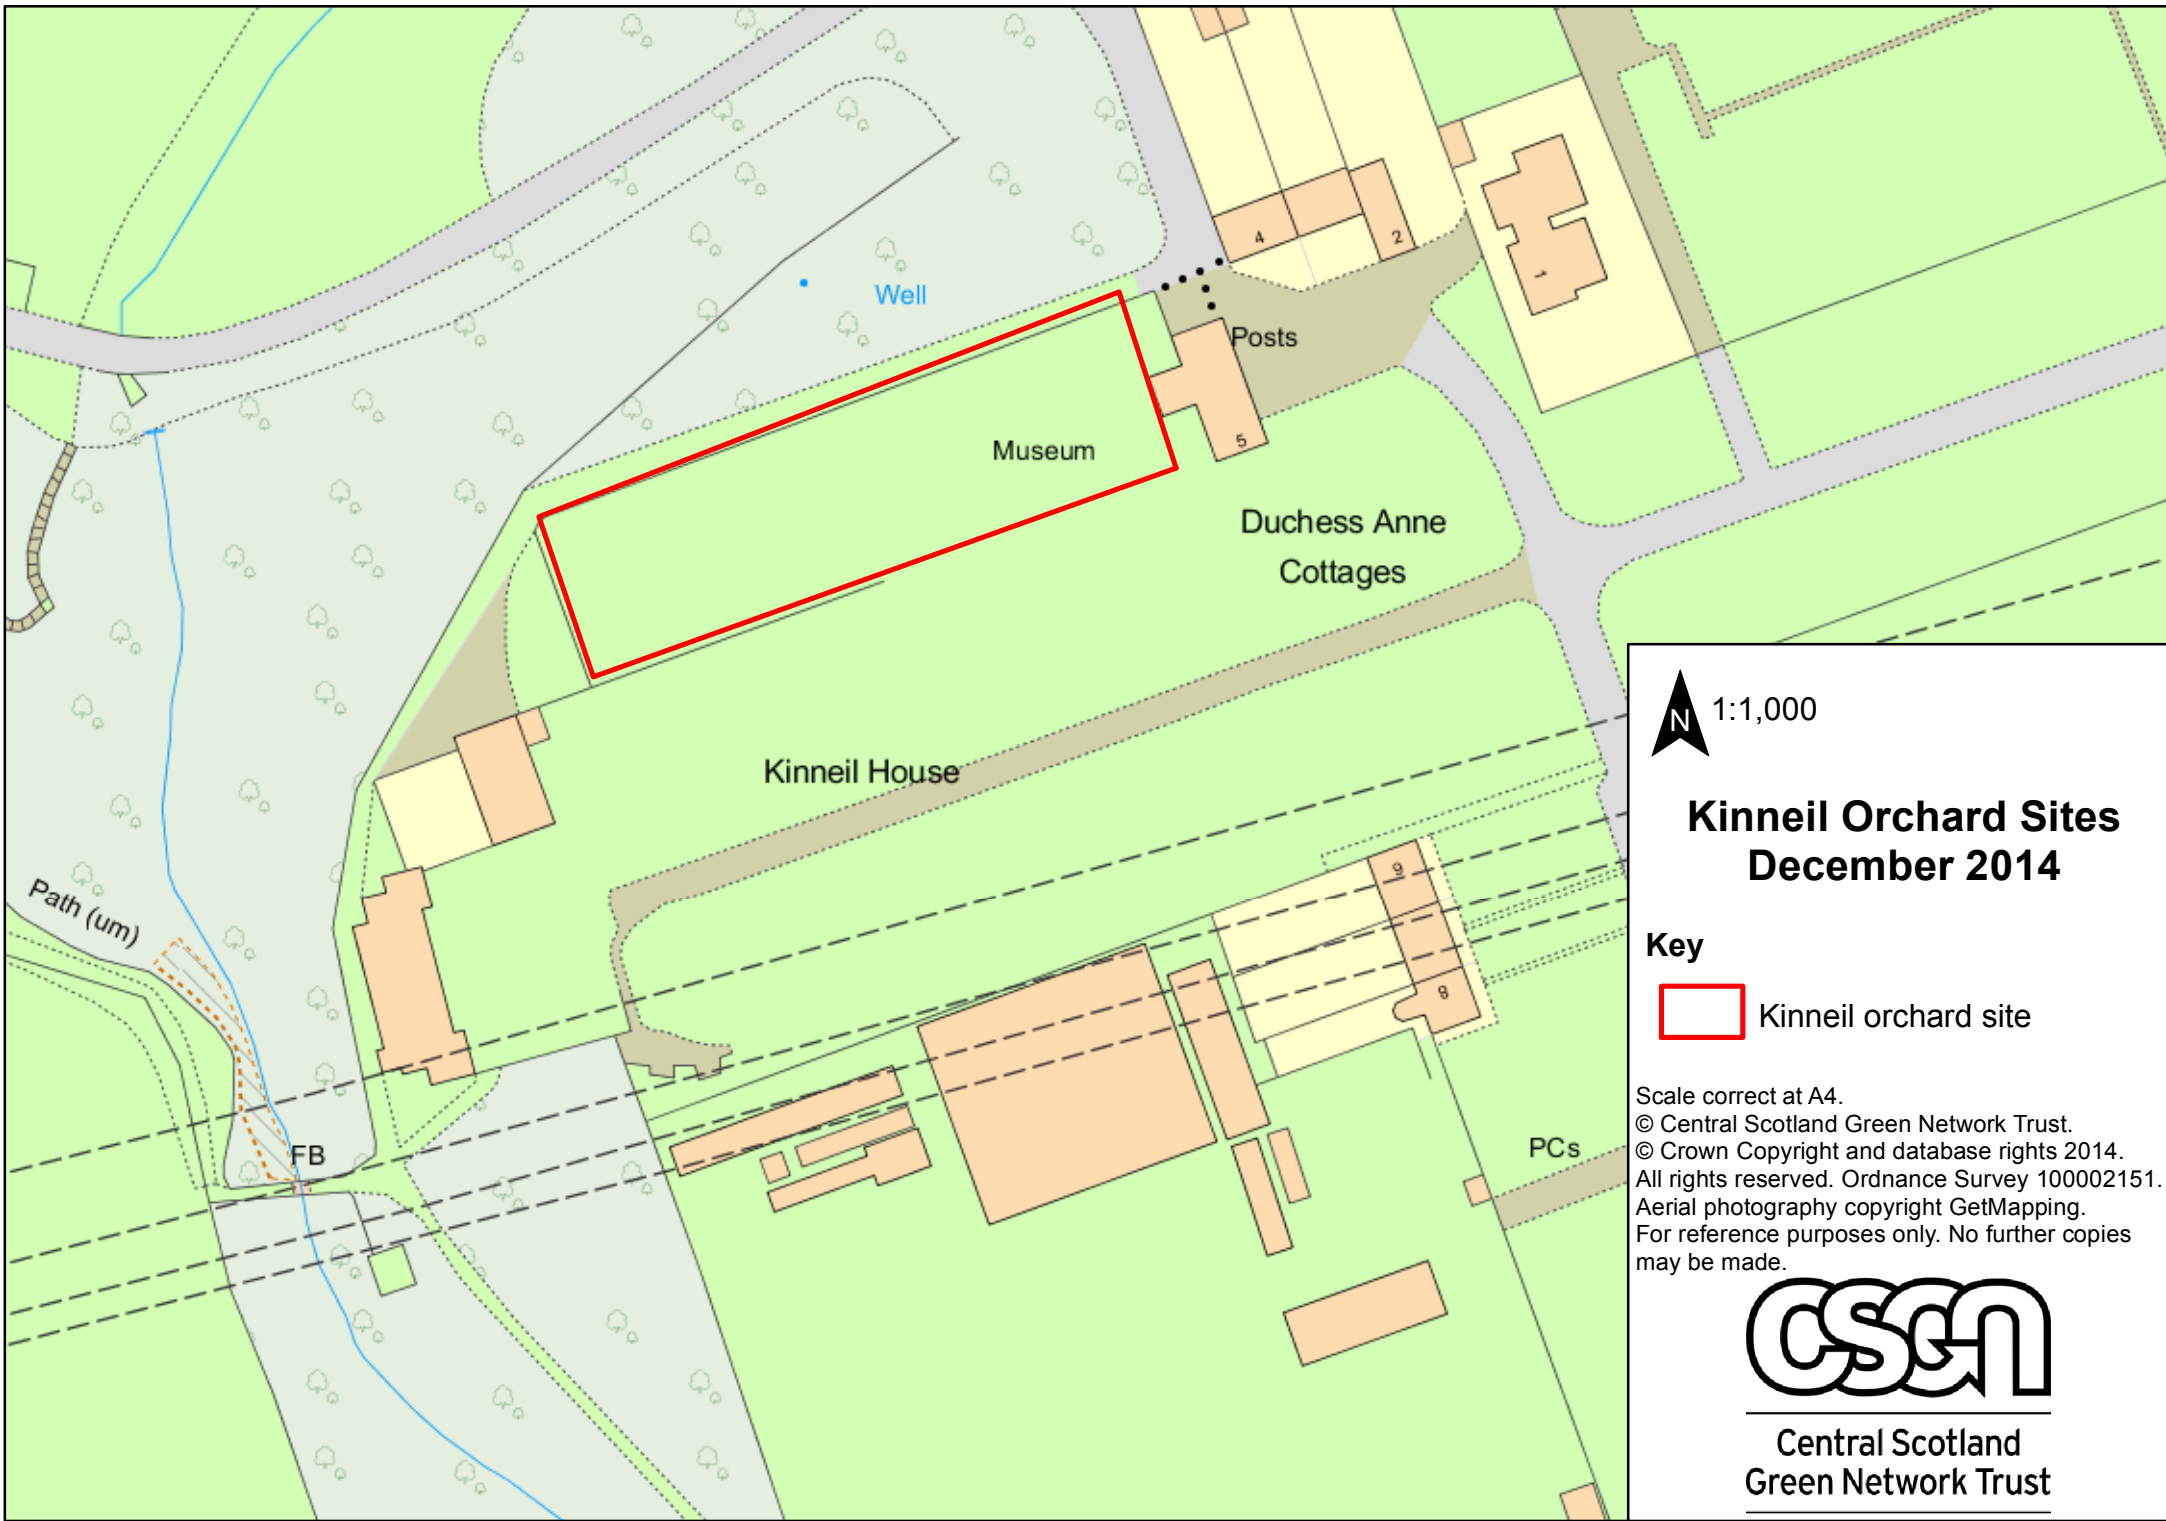 4
2
1
Well
Posts
Museum
5
Duchess Anne
Cottages
Kinneil House
Path (um)
FB
9
8
PCs
N
1:1,000
Kinneil Orchard Sites
December 2014
Key
Kinneil orchard site
Scale correct at A4.
© Central Scotland Green Network Trust.
© Crown Copyright and database rights 2014.
All rights reserved. Ordnance Survey 100002151.
Aerial photography copyright GetMapping.
For reference purposes only. No further copies
may be made.
CSGN
Central Scotland
Green Network Trust